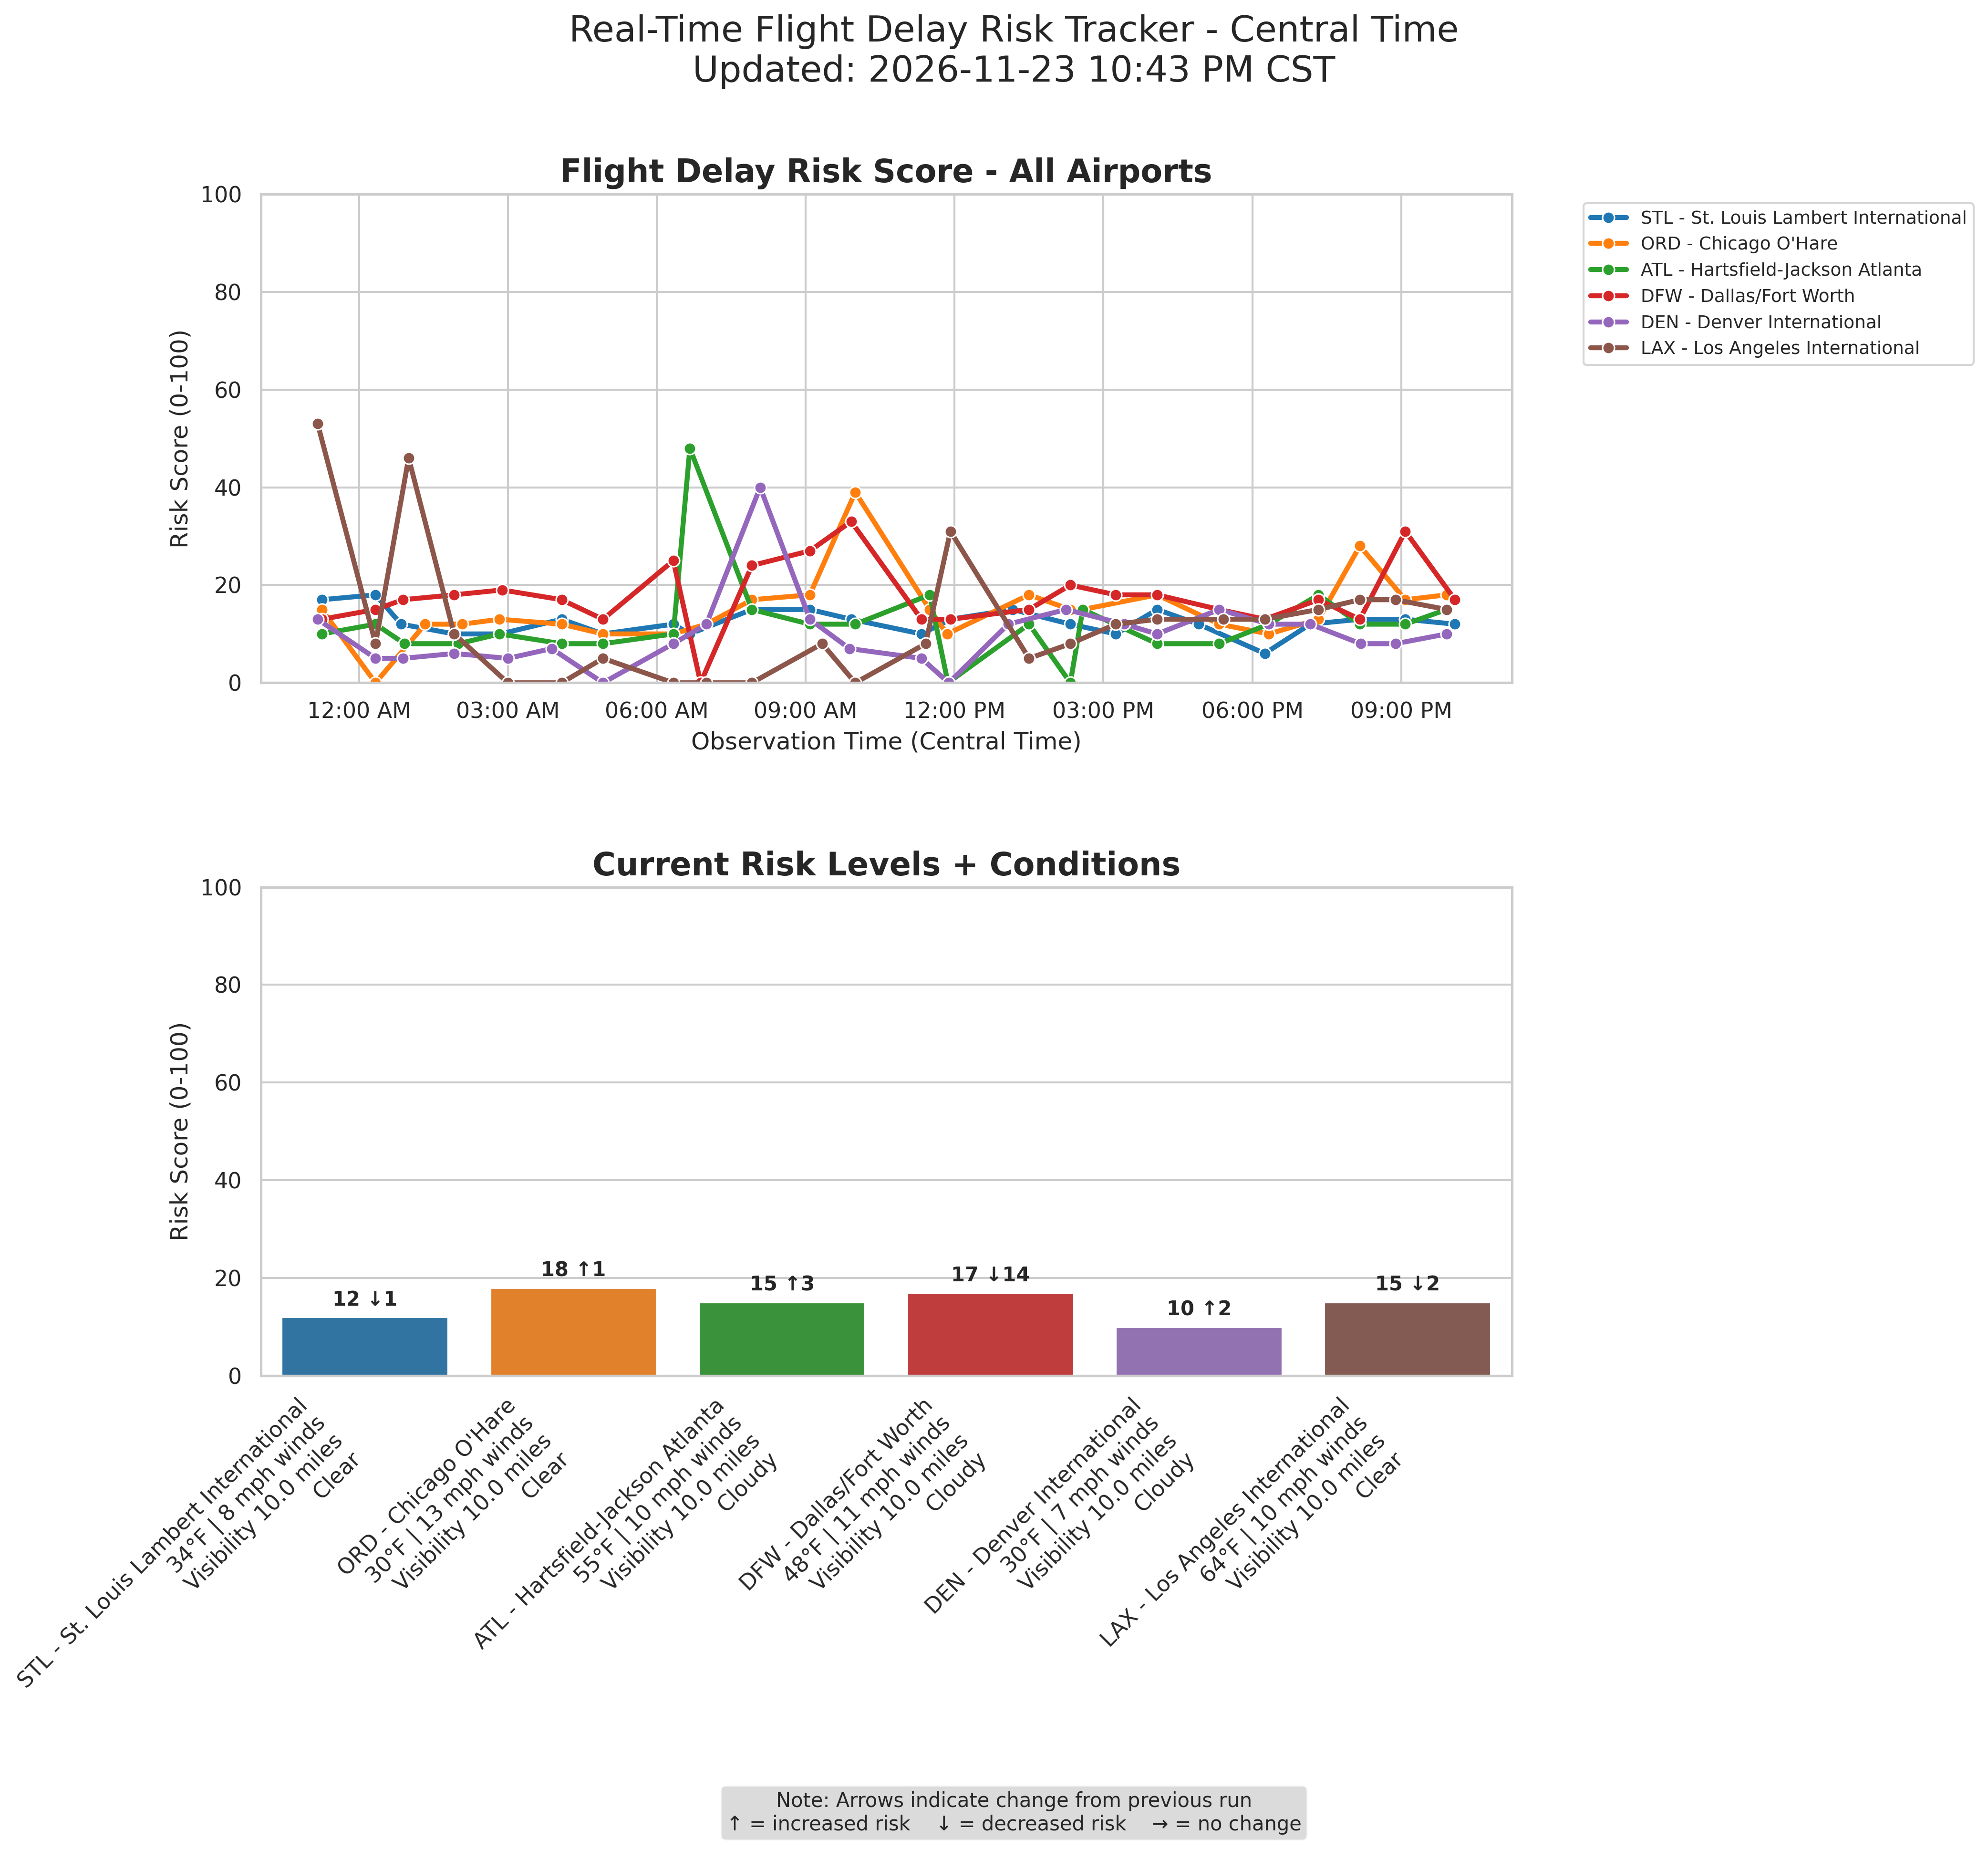 Real-Time Flight Delay Risk Tracker - Central Time
Updated: 2026-11-23 10:43 PM CST
Flight Delay Risk Score - All Airports
Risk Score (0-100)
100
80
60
40
20
0
12:00 AM
03:00 AM
06:00 AM
09:00 AM
12:00 PM
03:00 PM
06:00 PM
09:00 PM
Observation Time (Central Time)
STL - St. Louis Lambert International
ORD - Chicago O'Hare
ATL - Hartsfield-Jackson Atlanta
DFW - Dallas/Fort Worth
DEN - Denver International
LAX - Los Angeles International
Current Risk Levels + Conditions
Risk Score (0-100)
100
80
60
40
20
0
12 ↓1
18 ↑1
15 ↑3
17 ↓14
10 ↑2
15 ↓2
STL - St. Louis Lambert International
34°F | 8 mph winds
Visibility 10.0 miles
Clear
ORD - Chicago O'Hare
30°F | 13 mph winds
Visibility 10.0 miles
Clear
ATL - Hartsfield-Jackson Atlanta
55°F | 10 mph winds
Visibility 10.0 miles
Cloudy
DFW - Dallas/Fort Worth
48°F | 11 mph winds
Visibility 10.0 miles
Cloudy
DEN - Denver International
30°F | 7 mph winds
Visibility 10.0 miles
Cloudy
LAX - Los Angeles International
64°F | 10 mph winds
Visibility 10.0 miles
Clear
Note: Arrows indicate change from previous run
↑ = increased risk ↓ = decreased risk → = no change